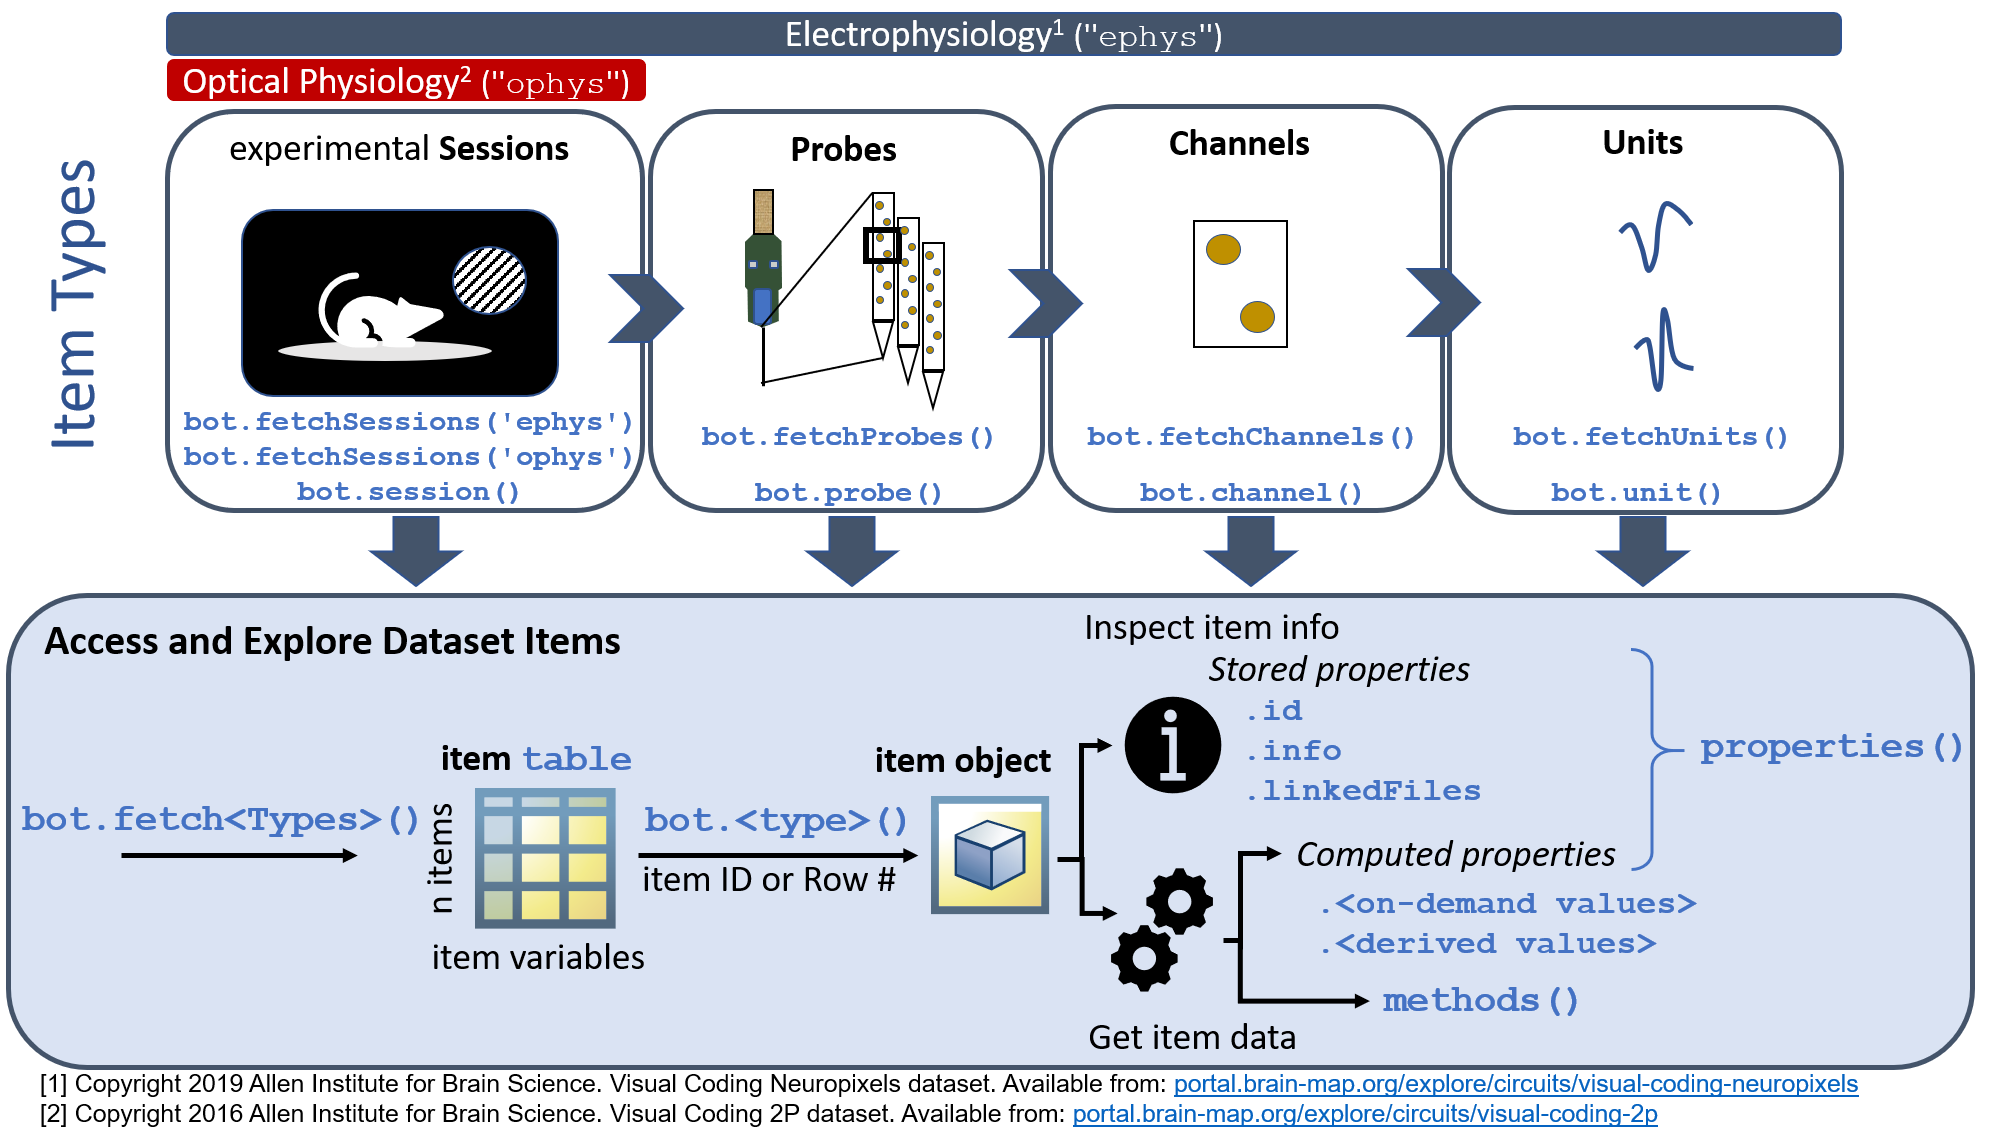 Electrophysiology1 ("ephys")
Optical Physiology2 ("ophys")
Item Types
experimental Sessions
bot.fetchSessions('ephys')
bot.fetchSessions('ophys')
bot.session()
Probes
bot.fetchProbes()
bot.probe()
Channels
bot.fetchChannels()
bot.channel()
Units
bot.fetchUnits()
bot.unit()
Access and Explore Dataset Items
bot.fetch<Types>()
item table
n items
item variables
bot.<type>()
item ID or Row #
item object
Inspect item info
Stored properties
i
.id
.info
.linkedFiles
properties()
Computed properties
.<on-demand values>
.<derived values>
methods()
Get item data
[1] Copyright 2019 Allen Institute for Brain Science. Visual Coding Neuropixels dataset. Available from: portal.brain-map.org/explore/circuits/visual-coding-neuropixels
[2] Copyright 2016 Allen Institute for Brain Science. Visual Coding 2P dataset. Available from: portal.brain-map.org/explore/circuits/visual-coding-2p